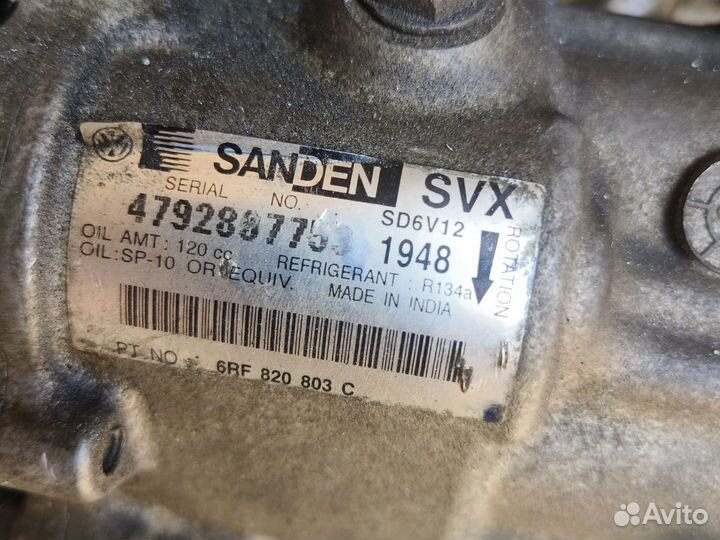 SANDEN SVX
SERIAL NO. SD6V12
1948
ROTATION
OIL AMT: 120 cc REFRIGERANT : R134a
OIL:SP-10 OR EQUIV. MADE IN INDIA
PT NO : 6RF 820 803 C
Avito